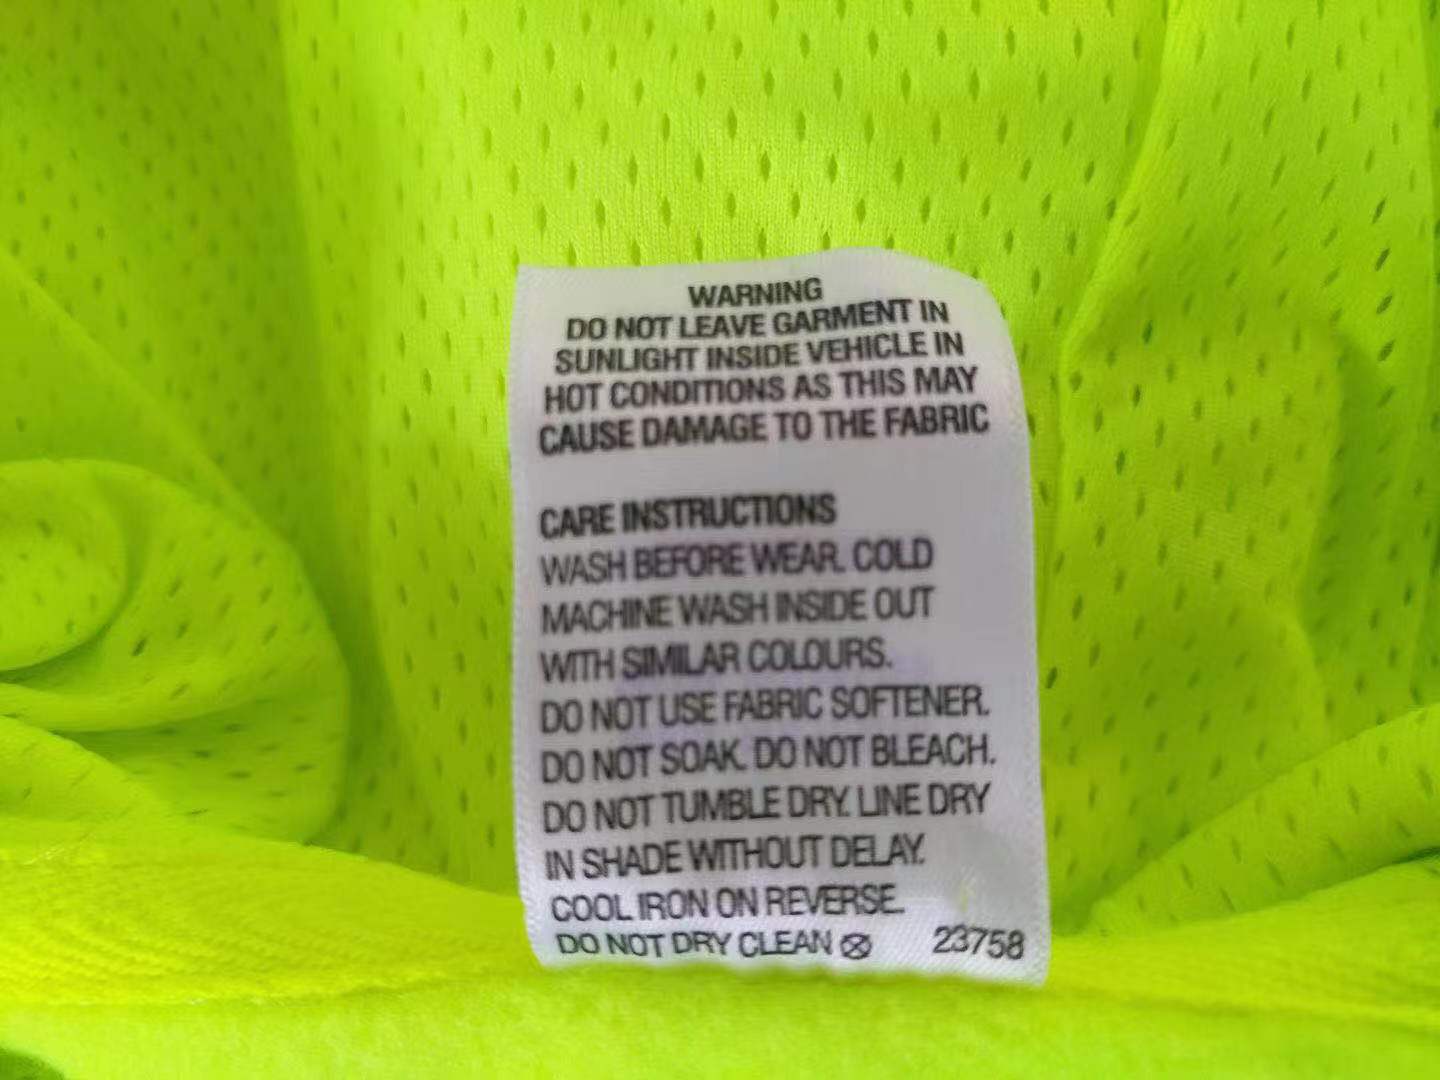 WARNING
DO NOT LEAVE GARMENT IN
SUNLIGHT INSIDE VEHICLE IN
HOT CONDITIONS AS THIS MAY
CAUSE DAMAGE TO THE FABRIC
CARE INSTRUCTIONS
WASH BEFORE WEAR. COLD
MACHINE WASH INSIDE OUT
WITH SIMILAR COLOURS.
DO NOT USE FABRIC SOFTENER.
DO NOT SOAK. DO NOT BLEACH.
DO NOT TUMBLE DRY. LINE DRY
IN SHADE WITHOUT DELAY.
COOL IRON ON REVERSE.
DO NOT DRY CLEAN 23758